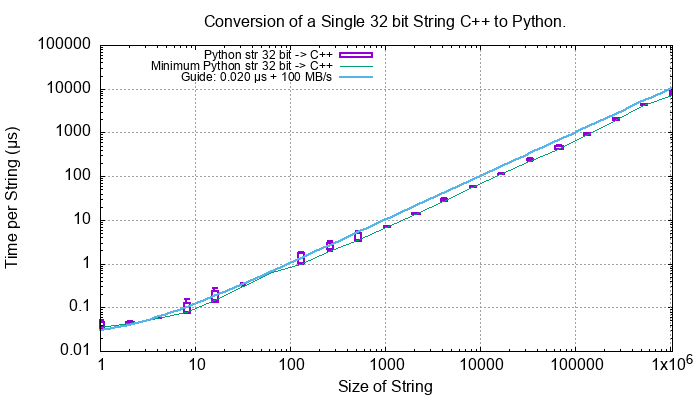 Conversion of a Single 32 bit String C++ to Python.
Python str 32 bit -> C++
Minimum Python str 32 bit -> C++
Guide: 0.020 µs + 100 MB/s
Time per String (µs)
100000
10000
1000
100
10
1
0.1
0.01
1 10 100 1000 10000 100000 1x10⁶
Size of String